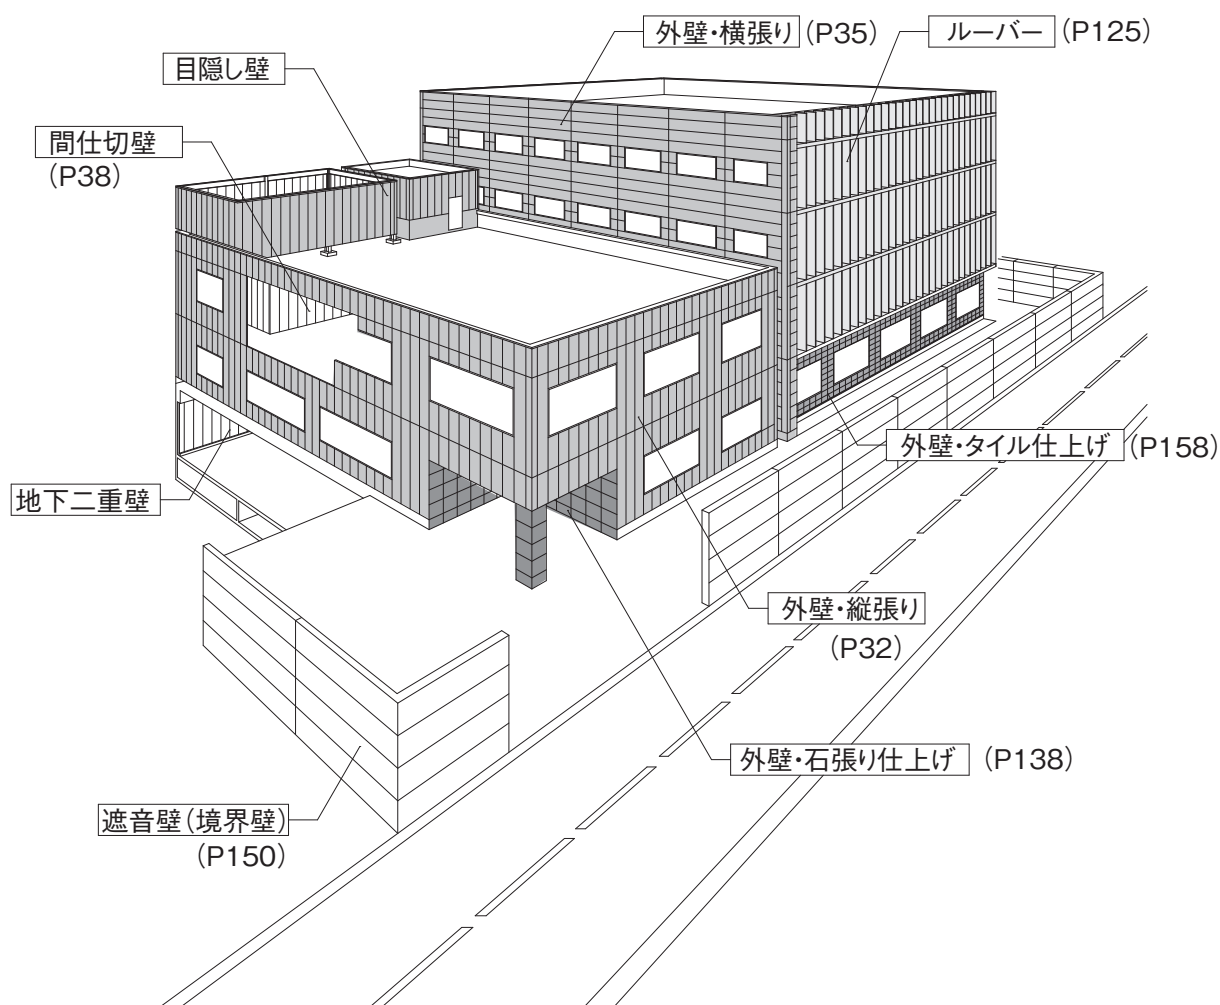 外壁・横張り (P35)
ルーバー (P125)
目隠し壁
間仕切壁
(P38)
外壁・タイル仕上げ (P158)
地下二重壁
外壁・縦張り
(P32)
外壁・石張り仕上げ (P138)
遮音壁(境界壁)
(P150)